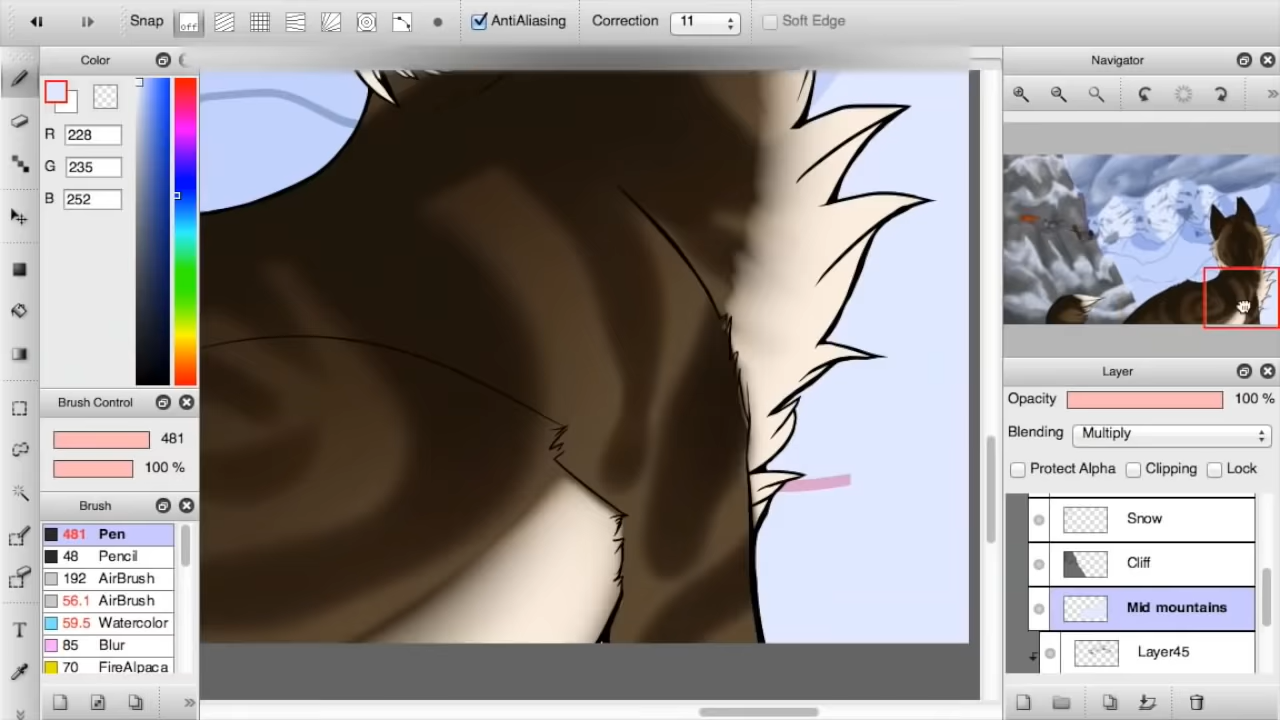 Snap off AntiAliasing Correction 11 Soft Edge
Color
R 228
G 235
B 252
Brush Control
481
100 %
Brush
481 Pen
48 Pencil
192 AirBrush
56.1 AirBrush
59.5 Watercolor
85 Blur
70 FireAlpaca
T
Navigator
Layer
Opacity 100 %
Blending Multiply
Protect Alpha Clipping Lock
Snow
Cliff
Mid mountains
Layer45